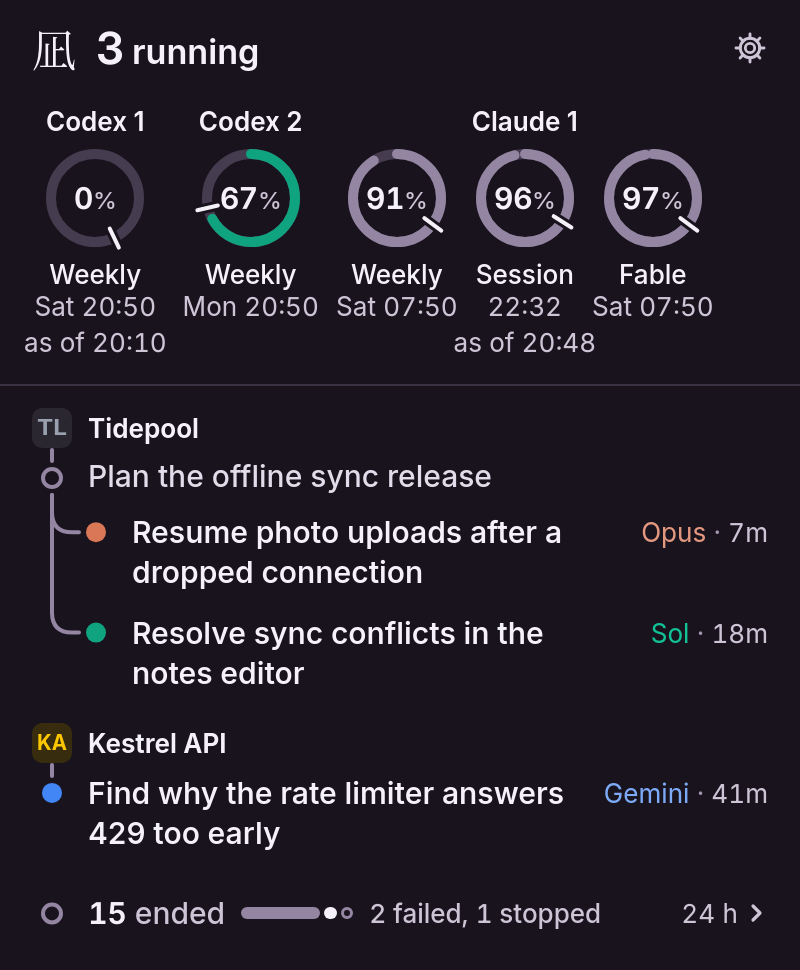 凪 3 running
Codex 1 Codex 2 Claude 1
0% 67% 91% 96% 97%
Weekly Weekly Weekly Session Fable
Sat 20:50 Mon 20:50 Sat 07:50 22:32 Sat 07:50
as of 20:10 as of 20:48
TL Tidepool
Plan the offline sync release
Resume photo uploads after a Opus · 7m
dropped connection
Resolve sync conflicts in the Sol · 18m
notes editor
KA Kestrel API
Find why the rate limiter answers Gemini · 41m
429 too early
15 ended 2 failed, 1 stopped 24 h